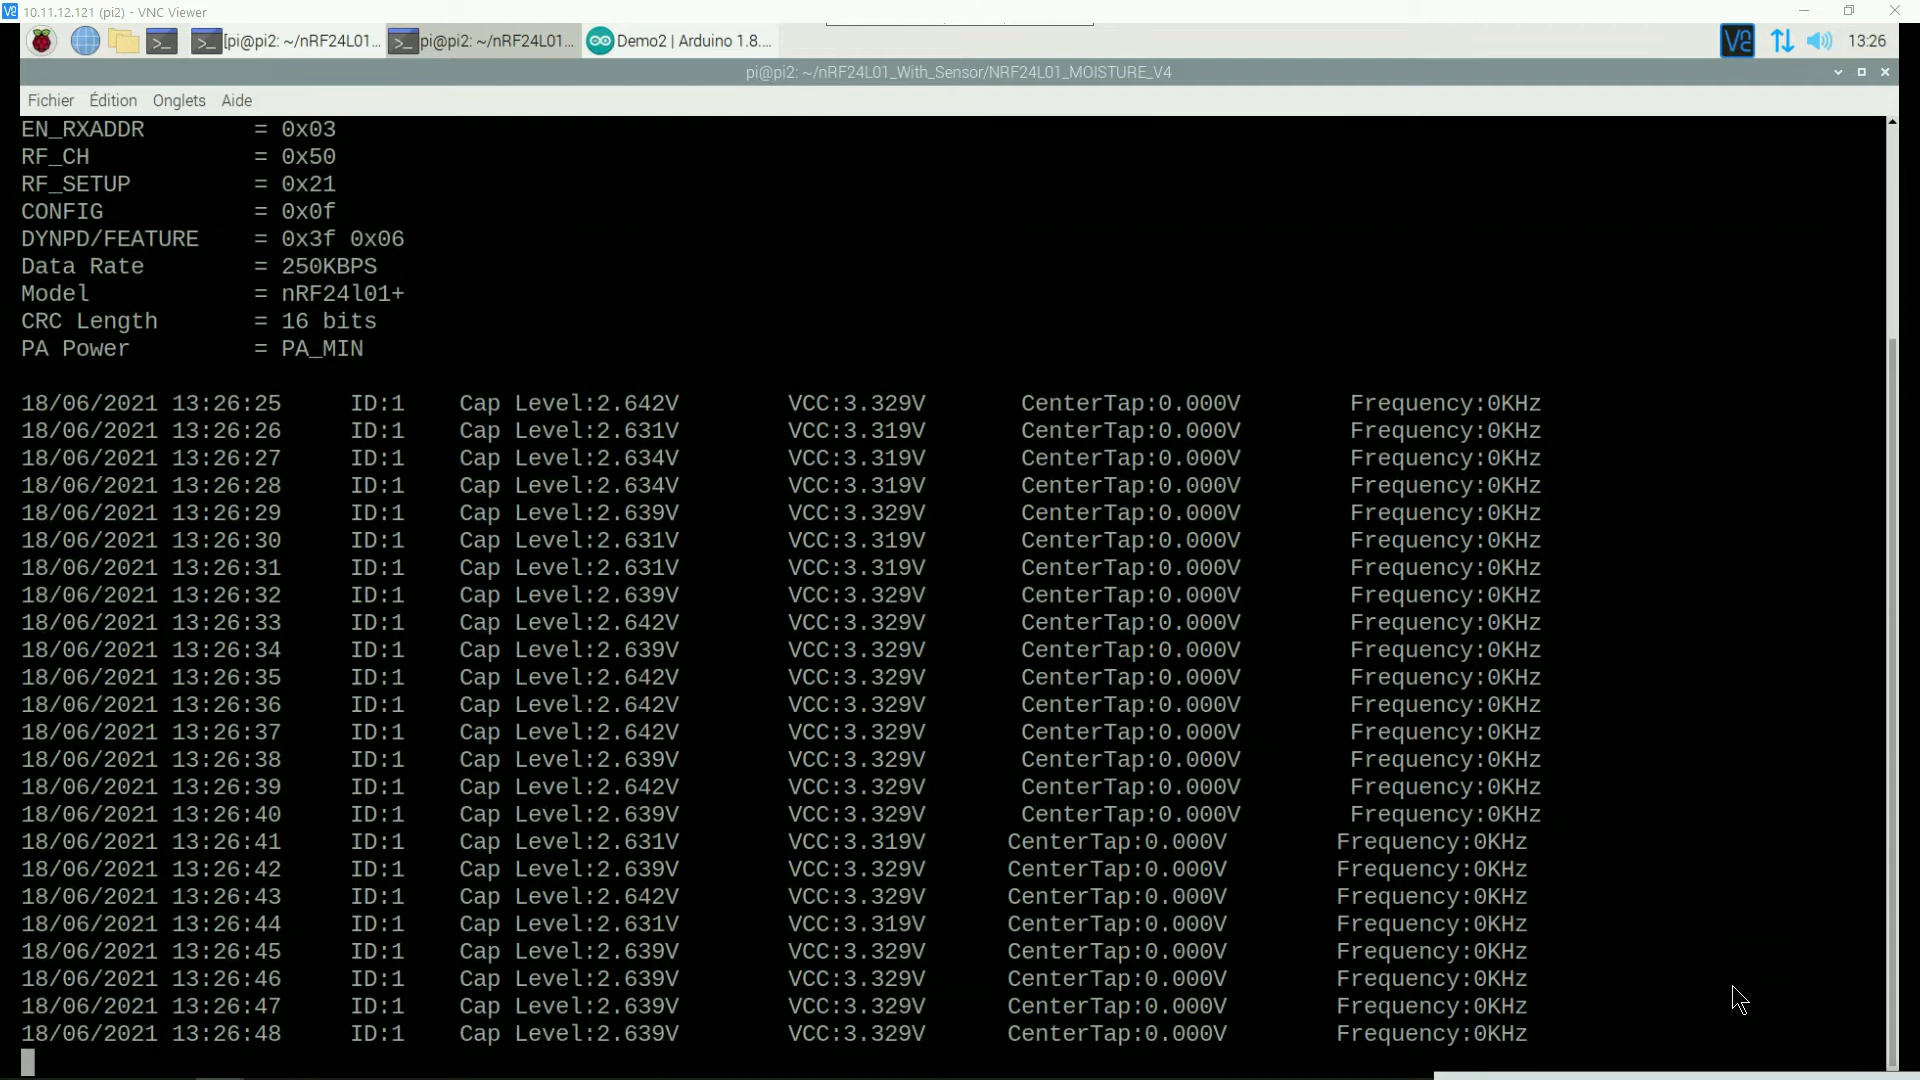 10.11.12.121 (pi2) - VNC Viewer
[pi@pi2: ~/nRF24L01... pi@pi2: ~/nRF24L01... Demo2 | Arduino 1.8.... 13:26
pi@pi2: ~/nRF24L01_With_Sensor/NRF24L01_MOISTURE_V4
Fichier Édition Onglets Aide
EN_RXADDR = 0x03
RF_CH = 0x50
RF_SETUP = 0x21
CONFIG = 0x0f
DYNPD/FEATURE = 0x3f 0x06
Data Rate = 250KBPS
Model = nRF24l01+
CRC Length = 16 bits
PA Power = PA_MIN
18/06/2021 13:26:25 ID:1 Cap Level:2.642V VCC:3.329V CenterTap:0.000V Frequency:0KHz
18/06/2021 13:26:26 ID:1 Cap Level:2.631V VCC:3.319V CenterTap:0.000V Frequency:0KHz
18/06/2021 13:26:27 ID:1 Cap Level:2.634V VCC:3.319V CenterTap:0.000V Frequency:0KHz
18/06/2021 13:26:28 ID:1 Cap Level:2.634V VCC:3.319V CenterTap:0.000V Frequency:0KHz
18/06/2021 13:26:29 ID:1 Cap Level:2.639V VCC:3.329V CenterTap:0.000V Frequency:0KHz
18/06/2021 13:26:30 ID:1 Cap Level:2.631V VCC:3.319V CenterTap:0.000V Frequency:0KHz
18/06/2021 13:26:31 ID:1 Cap Level:2.631V VCC:3.319V CenterTap:0.000V Frequency:0KHz
18/06/2021 13:26:32 ID:1 Cap Level:2.639V VCC:3.329V CenterTap:0.000V Frequency:0KHz
18/06/2021 13:26:33 ID:1 Cap Level:2.642V VCC:3.329V CenterTap:0.000V Frequency:0KHz
18/06/2021 13:26:34 ID:1 Cap Level:2.639V VCC:3.329V CenterTap:0.000V Frequency:0KHz
18/06/2021 13:26:35 ID:1 Cap Level:2.642V VCC:3.329V CenterTap:0.000V Frequency:0KHz
18/06/2021 13:26:36 ID:1 Cap Level:2.642V VCC:3.329V CenterTap:0.000V Frequency:0KHz
18/06/2021 13:26:37 ID:1 Cap Level:2.642V VCC:3.329V CenterTap:0.000V Frequency:0KHz
18/06/2021 13:26:38 ID:1 Cap Level:2.639V VCC:3.329V CenterTap:0.000V Frequency:0KHz
18/06/2021 13:26:39 ID:1 Cap Level:2.642V VCC:3.329V CenterTap:0.000V Frequency:0KHz
18/06/2021 13:26:40 ID:1 Cap Level:2.639V VCC:3.329V CenterTap:0.000V Frequency:0KHz
18/06/2021 13:26:41 ID:1 Cap Level:2.631V VCC:3.319V CenterTap:0.000V Frequency:0KHz
18/06/2021 13:26:42 ID:1 Cap Level:2.639V VCC:3.329V CenterTap:0.000V Frequency:0KHz
18/06/2021 13:26:43 ID:1 Cap Level:2.642V VCC:3.329V CenterTap:0.000V Frequency:0KHz
18/06/2021 13:26:44 ID:1 Cap Level:2.631V VCC:3.319V CenterTap:0.000V Frequency:0KHz
18/06/2021 13:26:45 ID:1 Cap Level:2.639V VCC:3.329V CenterTap:0.000V Frequency:0KHz
18/06/2021 13:26:46 ID:1 Cap Level:2.639V VCC:3.329V CenterTap:0.000V Frequency:0KHz
18/06/2021 13:26:47 ID:1 Cap Level:2.639V VCC:3.329V CenterTap:0.000V Frequency:0KHz
18/06/2021 13:26:48 ID:1 Cap Level:2.639V VCC:3.329V CenterTap:0.000V Frequency:0KHz